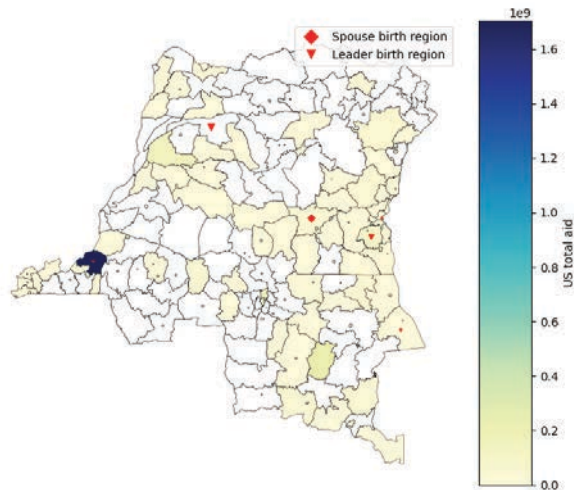 1e9
Spouse birth region
Leader birth region
1.6
1.4
1.2
1.0
0.8
0.6
0.4
0.2
0.0
US total aid